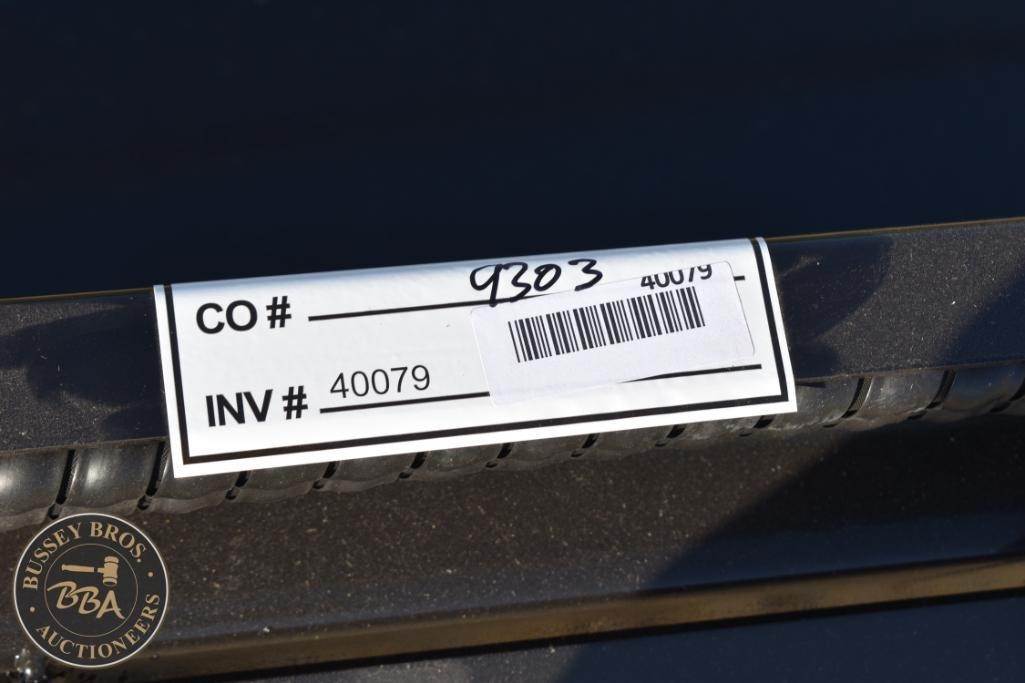 CO # 9303 40079
INV # 40079
BUSSEY BROS.
BBA
AUCTIONEERS